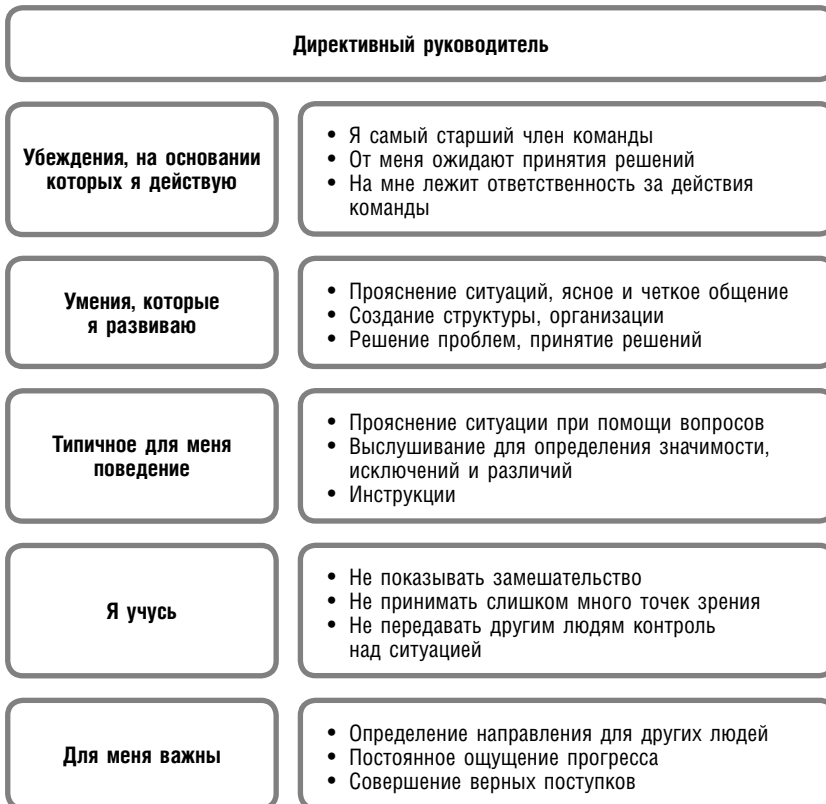 Директивный руководитель
Убеждения, на основании
которых я действую
• Я самый старший член команды
• От меня ожидают принятия решений
• На мне лежит ответственность за действия
команды
Умения, которые
я развиваю
• Прояснение ситуаций, ясное и четкое общение
• Создание структуры, организации
• Решение проблем, принятие решений
Типичное для меня
поведение
• Прояснение ситуации при помощи вопросов
• Выслушивание для определения значимости,
исключений и различий
• Инструкции
Я учусь
• Не показывать замешательство
• Не принимать слишком много точек зрения
• Не передавать другим людям контроль
над ситуацией
Для меня важны
• Определение направления для других людей
• Постоянное ощущение прогресса
• Совершение верных поступков